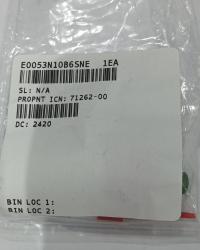 E0053N10B6SNE 1EA
SL: N/A
PROPNT ICN: 71262-00
DC: 2420
BIN LOC 1:
BIN LOC 2: